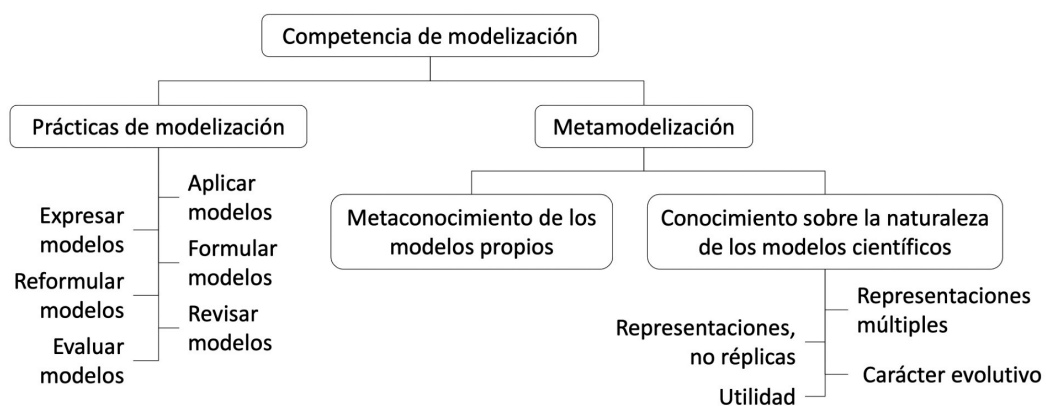 Competencia de modelización
Prácticas de modelización
Metamodelización
Aplicar
modelos
Expresar
modelos
Formular
modelos
Reformular
modelos
Revisar
modelos
Evaluar
modelos
Metaconocimiento de los
modelos propios
Conocimiento sobre la naturaleza
de los modelos científicos
Representaciones
múltiples
Representaciones,
no réplicas
Carácter evolutivo
Utilidad